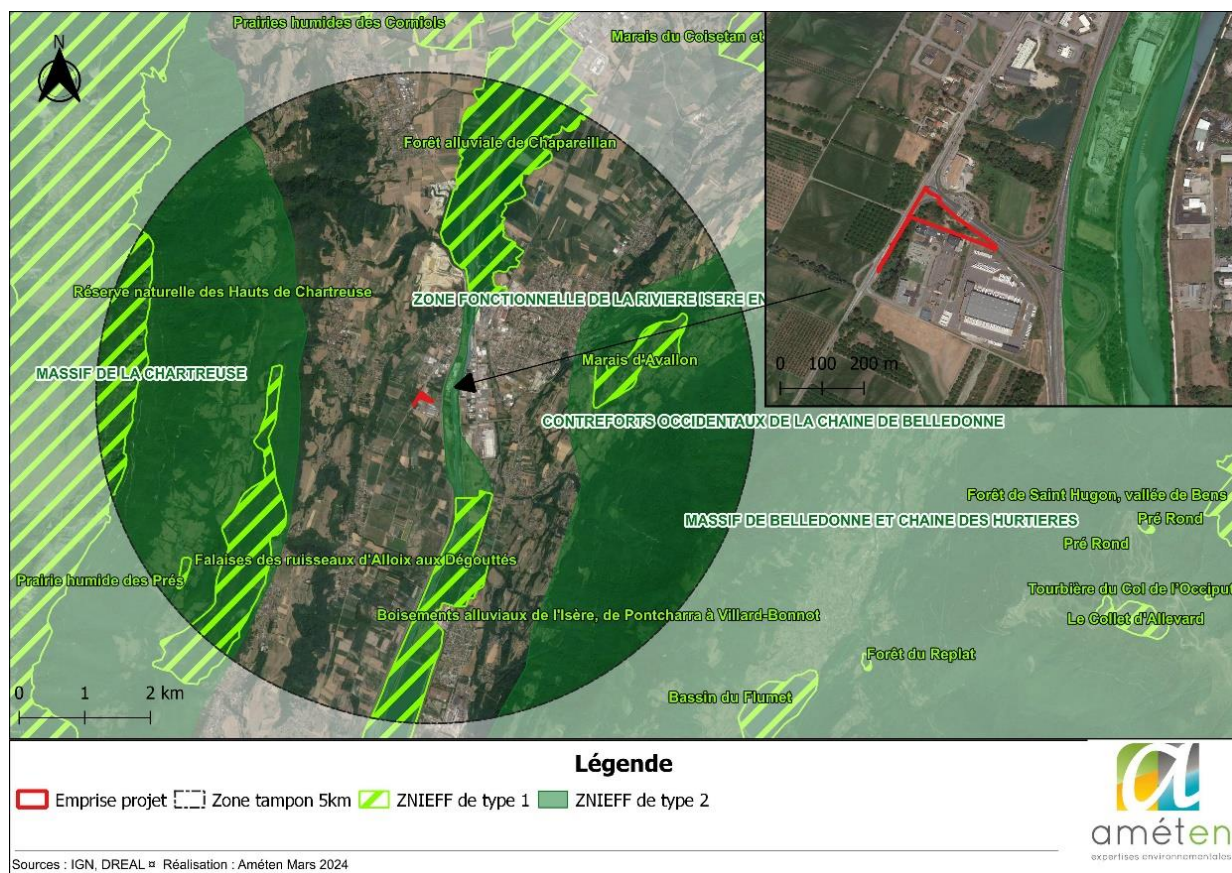 Prairies humides des Corniols
Marais du Coisetan et
N
Forêt alluviale de Chapareillan
Réserve naturelle des Hauts de Chartreuse
ZONE FONCTIONNELLE DE LA RIVIERE ISERE EN
0 100 200 m
Marais d'Avallon
MASSIF DE LA CHARTREUSE
CONTREFORTS OCCIDENTAUX DE LA CHAINE DE BELLEDONNE
Forêt de Saint Hugon, vallée de Bens
MASSIF DE BELLEDONNE ET CHAINE DES HURTIERES
Pré Rond
Pré Rond
Falaises des ruisseaux d'Alloix aux Dégouttés
Prairie humide des Prés
Tourbière du Col de l'Occiput
Boisements alluviaux de l'Isère, de Pontcharra à Villard-Bonnot
Le Collet d'Allevard
Forêt du Replat
Bassin du Flumet
0 1 2 km
Légende
Emprise projet Zone tampon 5km ZNIEFF de type 1 ZNIEFF de type 2
améten
expertises environnementales
Sources : IGN, DREAL ¤ Réalisation : Améten Mars 2024